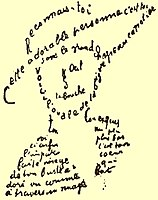 Reconnais-toi
Cette adorable personne c'est toi
sous le grand chapeau canotier
Œil
Nez
la bouche
Voici l'ovale de ta figure
ton cou exquis
voici
enfin
l'imparfaite
image
de ton buste a
doré vu comme
à travers un nuage
un peu
plus bas
c'est ton
cœur
qui
bat